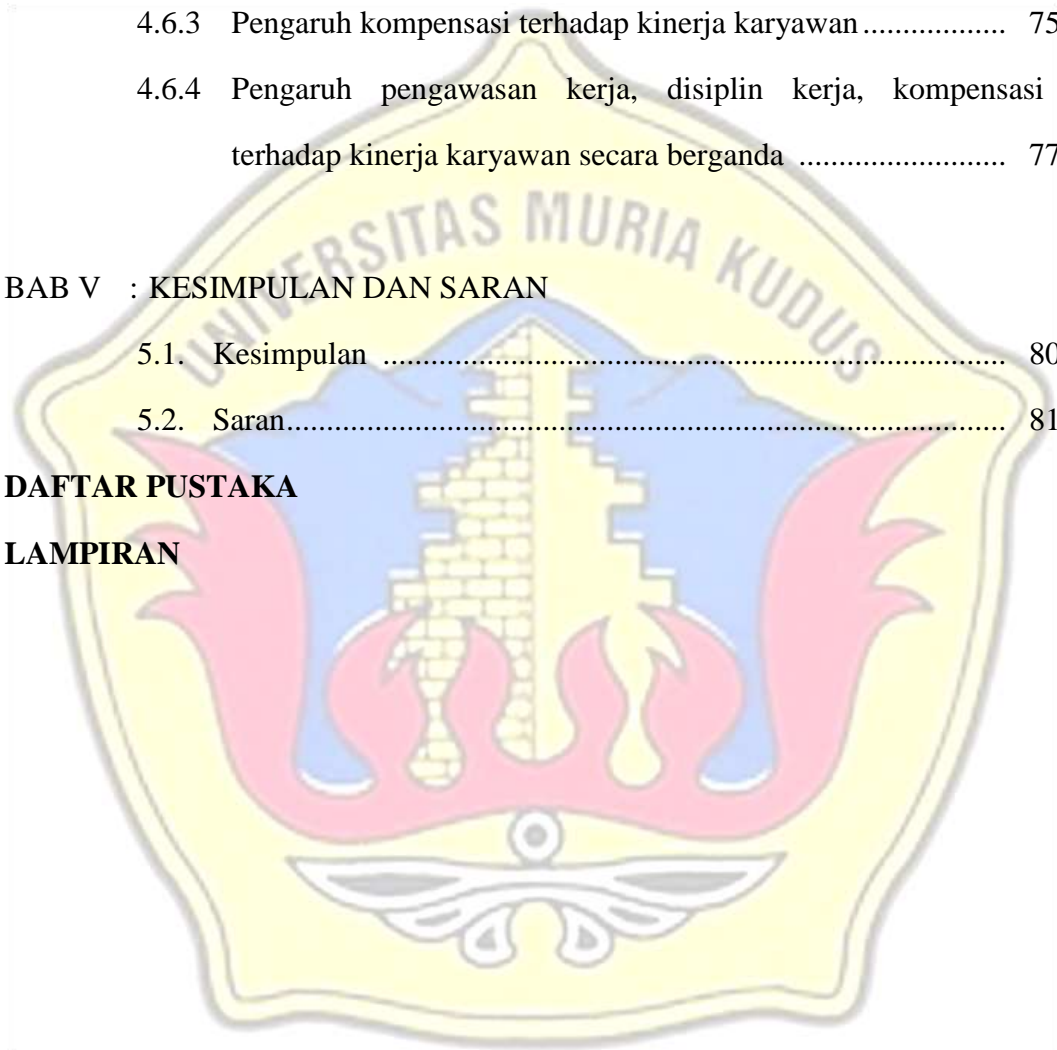 4.6.3 Pengaruh kompensasi terhadap kinerja karyawan .................. 75
4.6.4 Pengaruh pengawasan kerja, disiplin kerja, kompensasi
terhadap kinerja karyawan secara berganda ......................... 77
UNIVERSITAS MURIA KUDUS
BAB V : KESIMPULAN DAN SARAN
5.1. Kesimpulan ............................................................................ 80
5.2. Saran........................................................................................ 81
DAFTAR PUSTAKA
LAMPIRAN